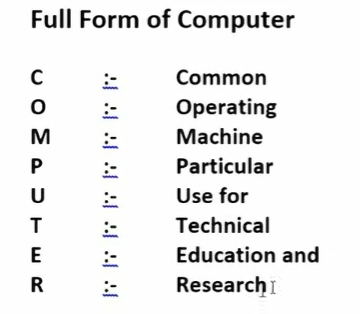 Full Form of Computer
C :- Common
O :- Operating
M :- Machine
P :- Particular
U :- Use for
T :- Technical
E :- Education and
R :- Research